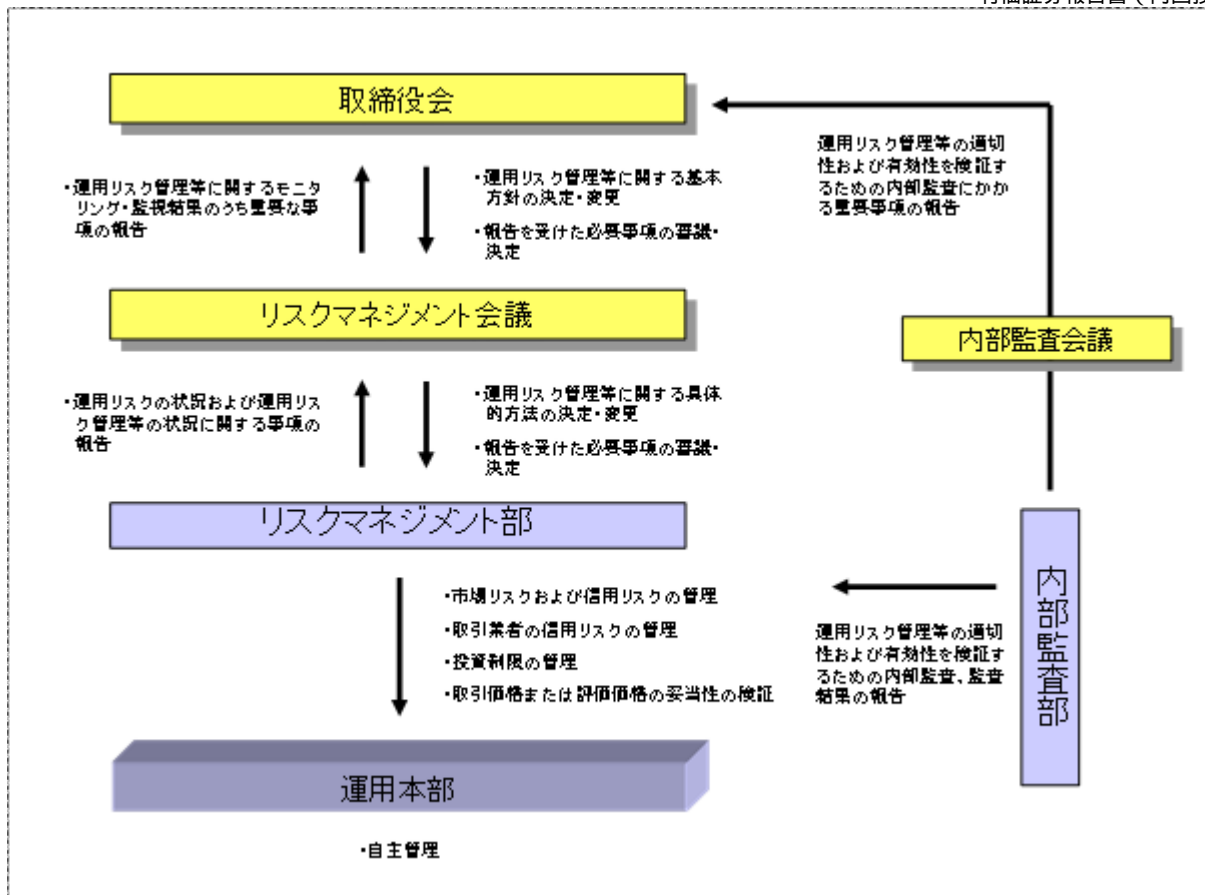 取締役会
・運用リスク管理等に関するモニ
タリング・監視結果のうち重要な事
項の報告
・運用リスク管理等に関する基本
方針の決定・変更
・報告を受けた必要事項の審議・
決定
運用リスク管理等の適切
性および有効性を検証す
るための内部監査にかか
る重要事項の報告
リスクマネジメント会議
内部監査会議
・運用リスクの状況および運用リス
ク管理等の状況に関する事項の
報告
・運用リスク管理等に関する具体
的方法の決定・変更
・報告を受けた必要事項の審議・
決定
リスクマネジメント部
・市場リスクおよび信用リスクの管理
・取引業者の信用リスクの管理
・投資制限の管理
・取引価格または評価価格の妥当性の検証
運用リスク管理等の適切
性および有効性を検証す
るための内部監査、監査
結果の報告
内部監査部
運用本部
・自主管理